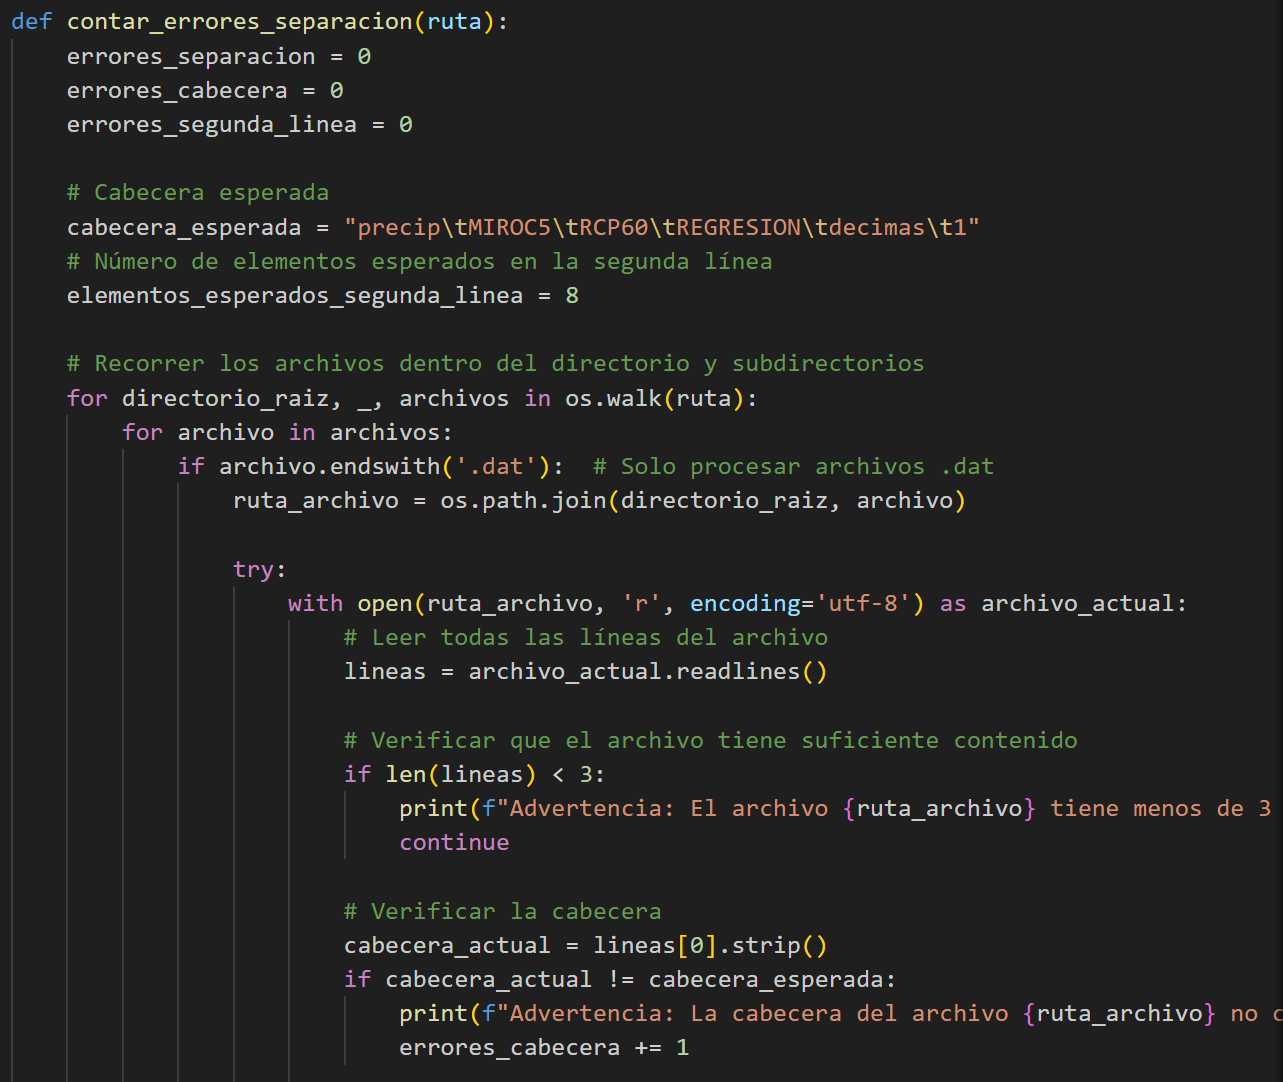 def contar_errores_separacion(ruta):
    errores_separacion = 0
    errores_cabecera = 0
    errores_segunda_linea = 0

    # Cabecera esperada
    cabecera_esperada = "precip\tMIROC5\tRCP60\tREGRESION\tdecimas\t1"
    # Número de elementos esperados en la segunda línea
    elementos_esperados_segunda_linea = 8

    # Recorrer los archivos dentro del directorio y subdirectorios
    for directorio_raiz, _, archivos in os.walk(ruta):
        for archivo in archivos:
            if archivo.endswith('.dat'):  # Solo procesar archivos .dat
                ruta_archivo = os.path.join(directorio_raiz, archivo)

                try:
                    with open(ruta_archivo, 'r', encoding='utf-8') as archivo_actual:
                        # Leer todas las líneas del archivo
                        lineas = archivo_actual.readlines()

                        # Verificar que el archivo tiene suficiente contenido
                        if len(lineas) < 3:
                            print(f"Advertencia: El archivo {ruta_archivo} tiene menos de 3
                            continue

                        # Verificar la cabecera
                        cabecera_actual = lineas[0].strip()
                        if cabecera_actual != cabecera_esperada:
                            print(f"Advertencia: La cabecera del archivo {ruta_archivo} no
                            errores_cabecera += 1